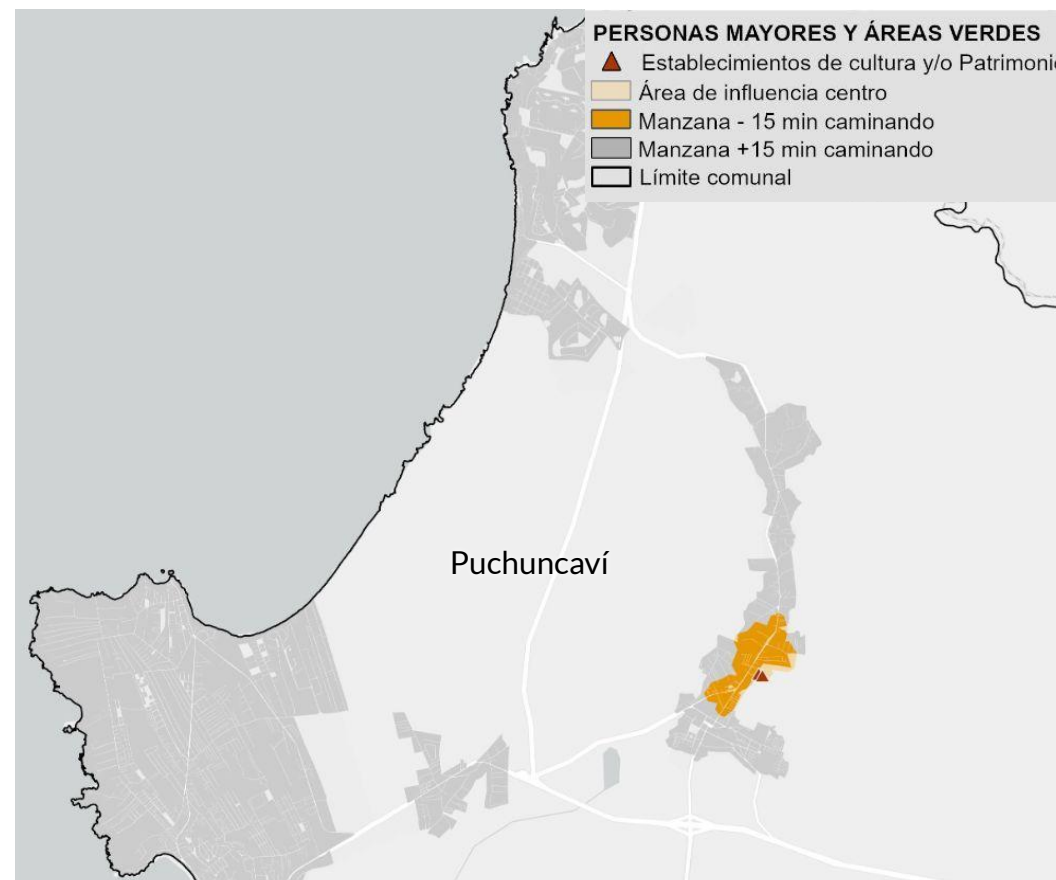 PERSONAS MAYORES Y ÁREAS VERDES
Establecimientos de cultura y/o Patrimonio
Área de influencia centro
Manzana - 15 min caminando
Manzana +15 min caminando
Límite comunal
Puchuncaví